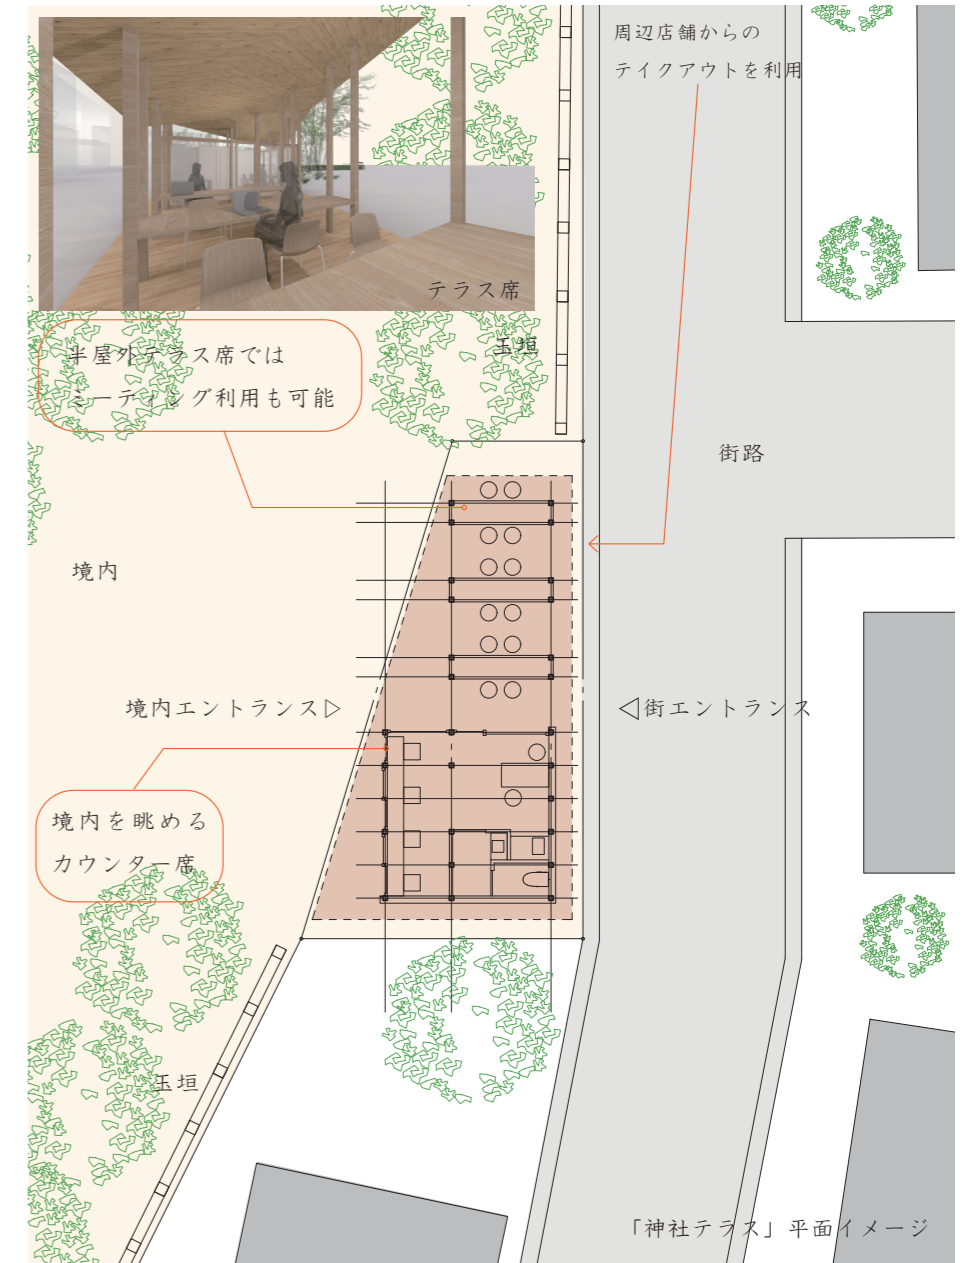 周辺店舗からの
テイクアウトを利用
テラス席
玉垣
半屋外テラス席では
ミーティング利用も可能
街路
境内
境内エントランス▷
◁街エントランス
境内を眺める
カウンター席
玉垣
「神社テラス」平面イメージ